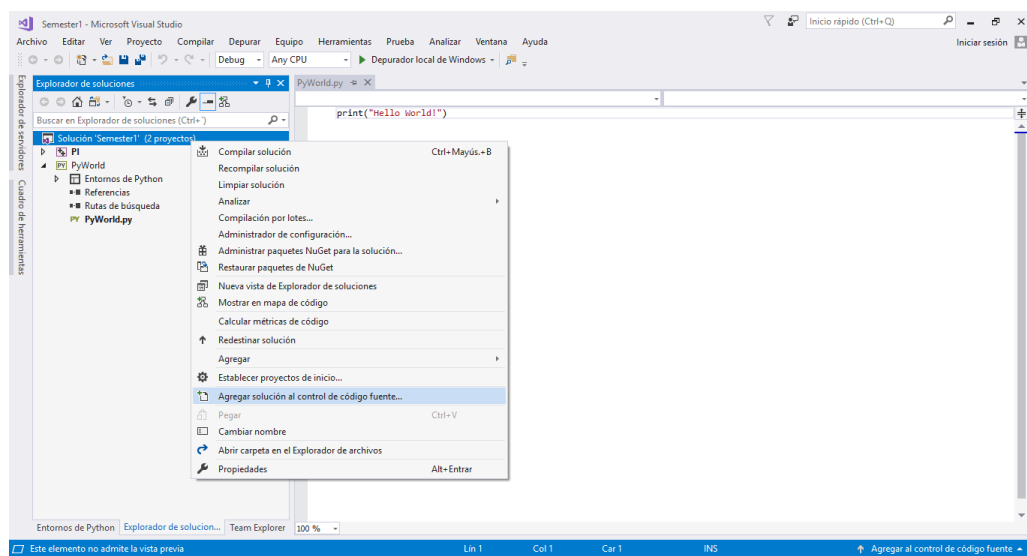 Semester1 - Microsoft Visual Studio
Inicio rápido (Ctrl+Q)
Archivo Editar Ver Proyecto Compilar Depurar Equipo Herramientas Prueba Analizar Ventana Ayuda
Iniciar sesión
Debug Any CPU Depurador local de Windows
Explorador de servidores
Cuadro de herramientas
Explorador de soluciones
PyWorld.py
Buscar en Explorador de soluciones (Ctrl+')
print("Hello World!")
Solución 'Semester1' (2 proyectos)
PI
PY PyWorld
Entornos de Python
Referencias
Rutas de búsqueda
PY PyWorld.py
Compilar solución Ctrl+Mayús.+B
Recompilar solución
Limpiar solución
Analizar
Compilación por lotes...
Administrador de configuración...
Administrar paquetes NuGet para la solución...
Restaurar paquetes de NuGet
Nueva vista de Explorador de soluciones
Mostrar en mapa de código
Calcular métricas de código
Redestinar solución
Agregar
Establecer proyectos de inicio...
Agregar solución al control de código fuente...
Pegar Ctrl+V
Cambiar nombre
Abrir carpeta en el Explorador de archivos
Propiedades Alt+Entrar
Entornos de Python Explorador de solucion... Team Explorer 100 %
Este elemento no admite la vista previa Lín 1 Col 1 Car 1 INS Agregar al control de código fuente